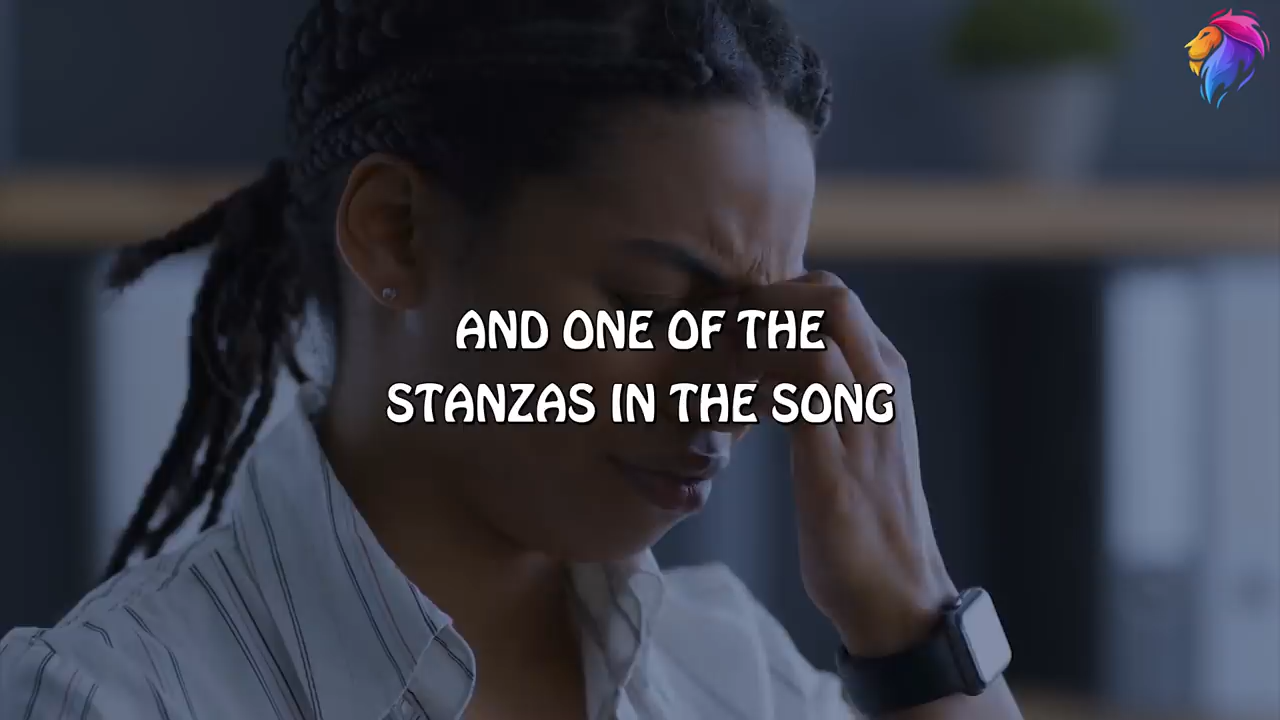 AND ONE OF THE
STANZAS IN THE SONG